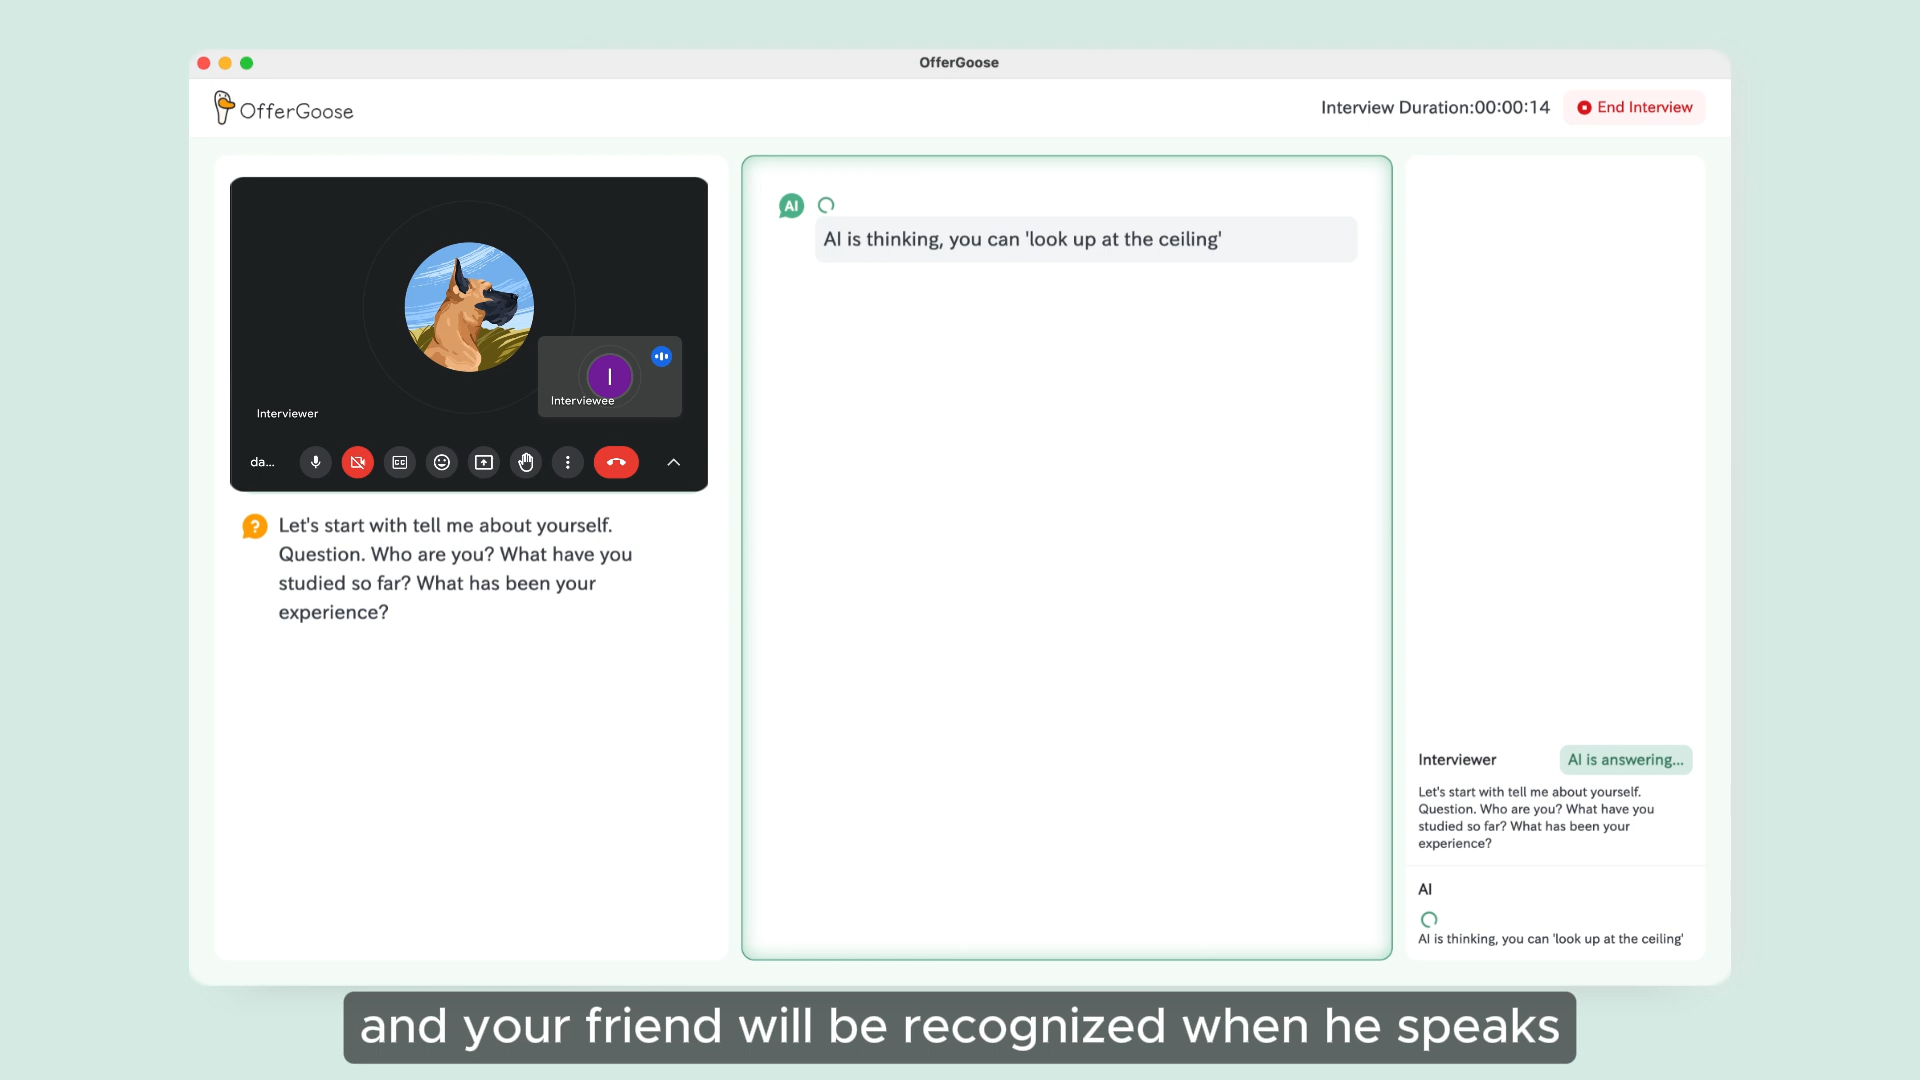 OfferGoose
OfferGoose
Interview Duration:00:00:14
End Interview
Interviewer
I
Interviewee
da...
CC
?
Let's start with tell me about yourself.
Question. Who are you? What have you
studied so far? What has been your
experience?
AI
AI is thinking, you can 'look up at the ceiling'
Interviewer
AI is answering...
Let's start with tell me about yourself.
Question. Who are you? What have you
studied so far? What has been your
experience?
AI
AI is thinking, you can 'look up at the ceiling'
and your friend will be recognized when he speaks